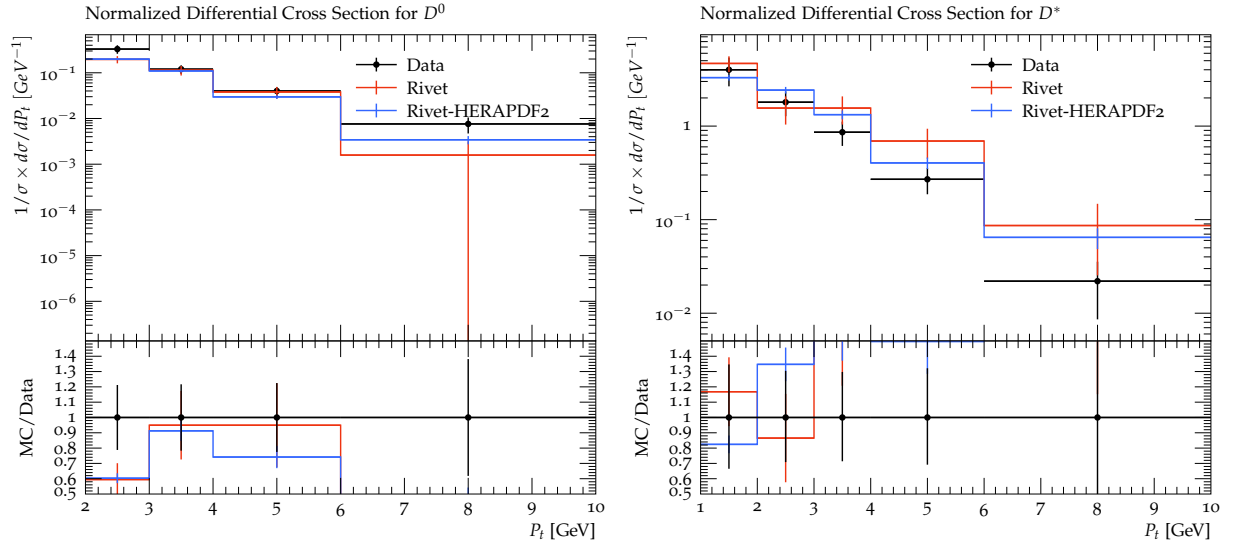 Normalized Differential Cross Section for D⁰
1/σ × dσ/dPₜ [GeV⁻¹]
10⁻¹
10⁻²
10⁻³
10⁻⁴
10⁻⁵
10⁻⁶
Data
Rivet
Rivet-HERAPDF2
MC/Data
1.4
1.3
1.2
1.1
1
0.9
0.8
0.7
0.6
0.5
2 3 4 5 6 7 8 9 10
Pₜ [GeV]
Normalized Differential Cross Section for D*
1/σ × dσ/dPₜ [GeV⁻¹]
1
10⁻¹
10⁻²
Data
Rivet
Rivet-HERAPDF2
MC/Data
1.4
1.3
1.2
1.1
1
0.9
0.8
0.7
0.6
0.5
1 2 3 4 5 6 7 8 9 10
Pₜ [GeV]